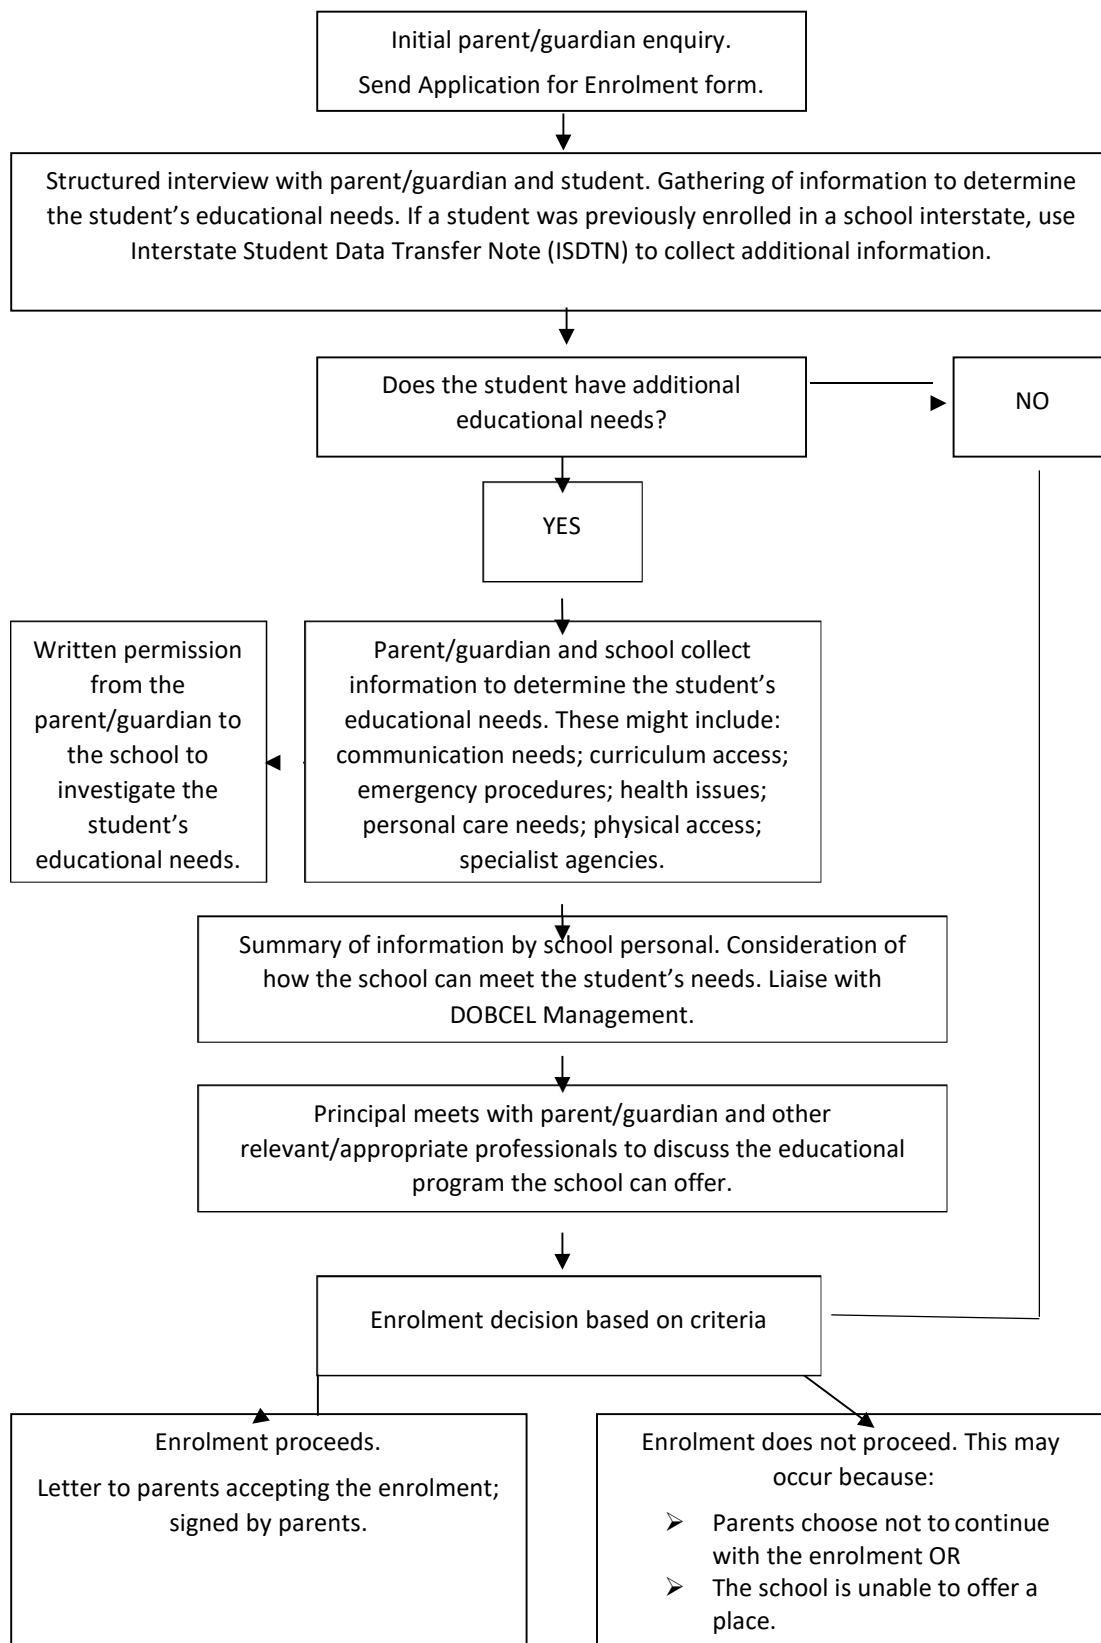 Initial parent/guardian enquiry.
Send Application for Enrolment form.
Structured interview with parent/guardian and student. Gathering of information to determine
the student’s educational needs. If a student was previously enrolled in a school interstate, use
Interstate Student Data Transfer Note (ISDTN) to collect additional information.
Does the student have additional
educational needs?
NO
YES
Written permission
from the
parent/guardian to
the school to
investigate the
student’s
educational needs.
Parent/guardian and school collect
information to determine the student’s
educational needs. These might include:
communication needs; curriculum access;
emergency procedures; health issues;
personal care needs; physical access;
specialist agencies.
Summary of information by school personal. Consideration of
how the school can meet the student’s needs. Liaise with
DOBCEL Management.
Principal meets with parent/guardian and other
relevant/appropriate professionals to discuss the educational
program the school can offer.
Enrolment decision based on criteria
Enrolment proceeds.
Letter to parents accepting the enrolment;
signed by parents.
Enrolment does not proceed. This may
occur because:
➢ Parents choose not to continue
with the enrolment OR
➢ The school is unable to offer a
place.